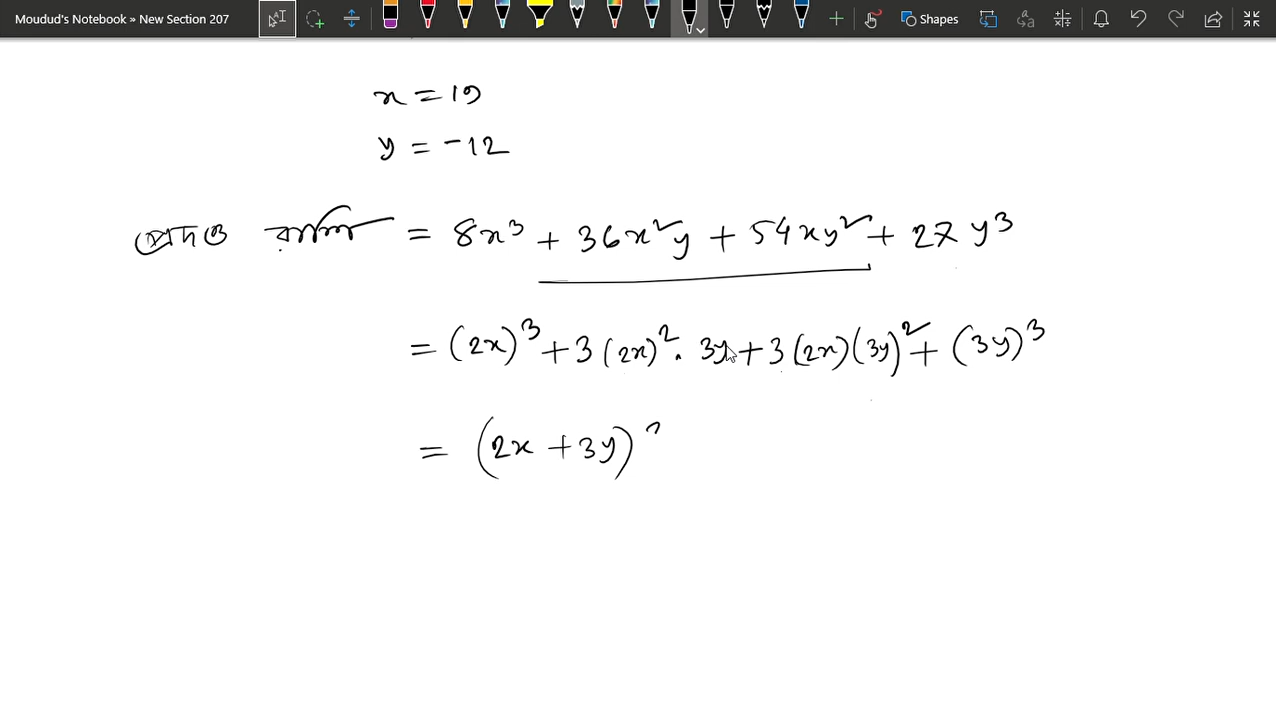 Moudud's Notebook » New Section 207
Shapes
x = 19
y = -12
প্রদত্ত রাশি = 8x³ + 36x²y + 54xy² + 27y³
= (2x)³ + 3(2x)². 3y + 3(2x)(3y)² + (3y)³
= (2x + 3y)